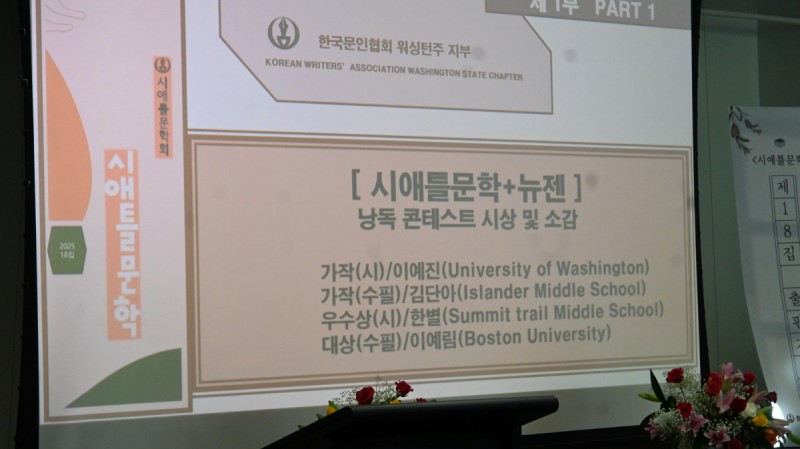 제1부 PART 1
한국문인협회 워싱턴주 지부
KOREAN WRITERS' ASSOCIATION WASHINGTON STATE CHAPTER
시애틀문학회
시애틀문학
2025
18집
[ 시애틀문학+뉴젠 ]
낭독 콘테스트 시상 및 소감
가작(시)/이예진(University of Washington)
가작(수필)/김단아(Islander Middle School)
우수상(시)/한별(Summit trail Middle School)
대상(수필)/이예림(Boston University)
<시애틀문학
제
1
8
집
출
판